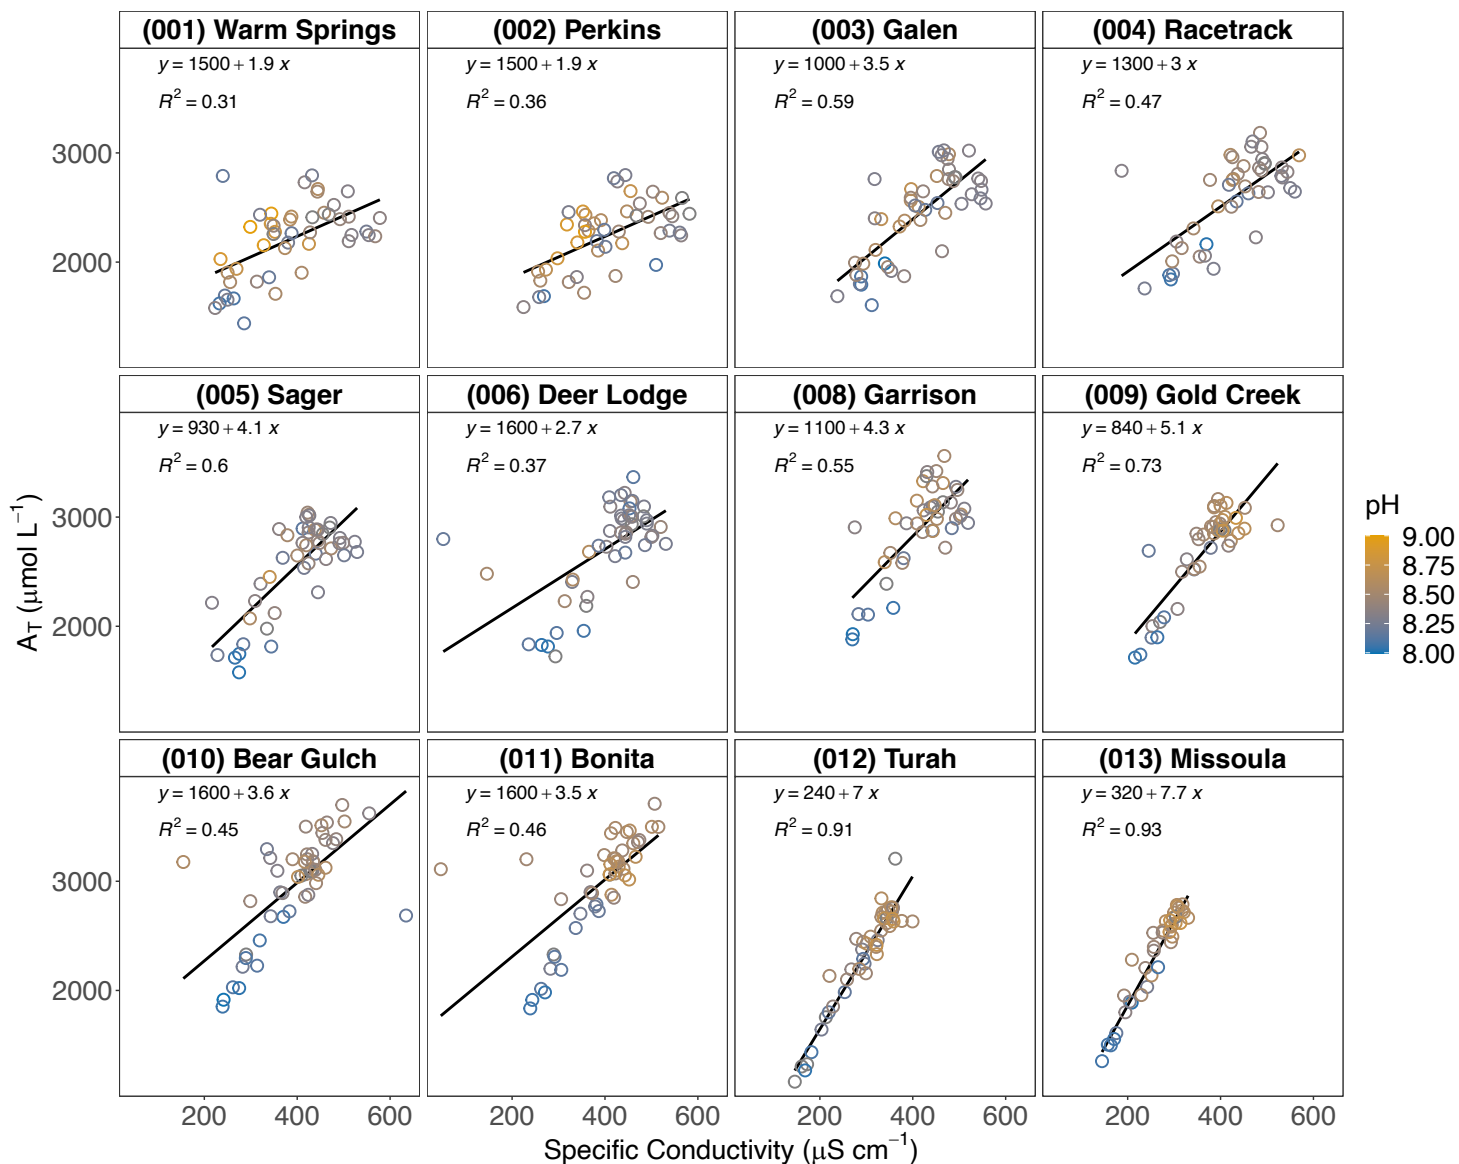 (001) Warm Springs
(002) Perkins
(003) Galen
(004) Racetrack
y = 1500 + 1.9 x
y = 1500 + 1.9 x
y = 1000 + 3.5 x
y = 1300 + 3 x
R² = 0.31
R² = 0.36
R² = 0.59
R² = 0.47
3000
2000
(005) Sager
(006) Deer Lodge
(008) Garrison
(009) Gold Creek
y = 930 + 4.1 x
y = 1600 + 2.7 x
y = 1100 + 4.3 x
y = 840 + 5.1 x
R² = 0.6
R² = 0.37
R² = 0.55
R² = 0.73
3000
2000
A_T (μmol L⁻¹)
pH
9.00
8.75
8.50
8.25
8.00
(010) Bear Gulch
(011) Bonita
(012) Turah
(013) Missoula
y = 1600 + 3.6 x
y = 1600 + 3.5 x
y = 240 + 7 x
y = 320 + 7.7 x
R² = 0.45
R² = 0.46
R² = 0.91
R² = 0.93
3000
2000
200 400 600 200 400 600 200 400 600 200 400 600
Specific Conductivity (μS cm⁻¹)